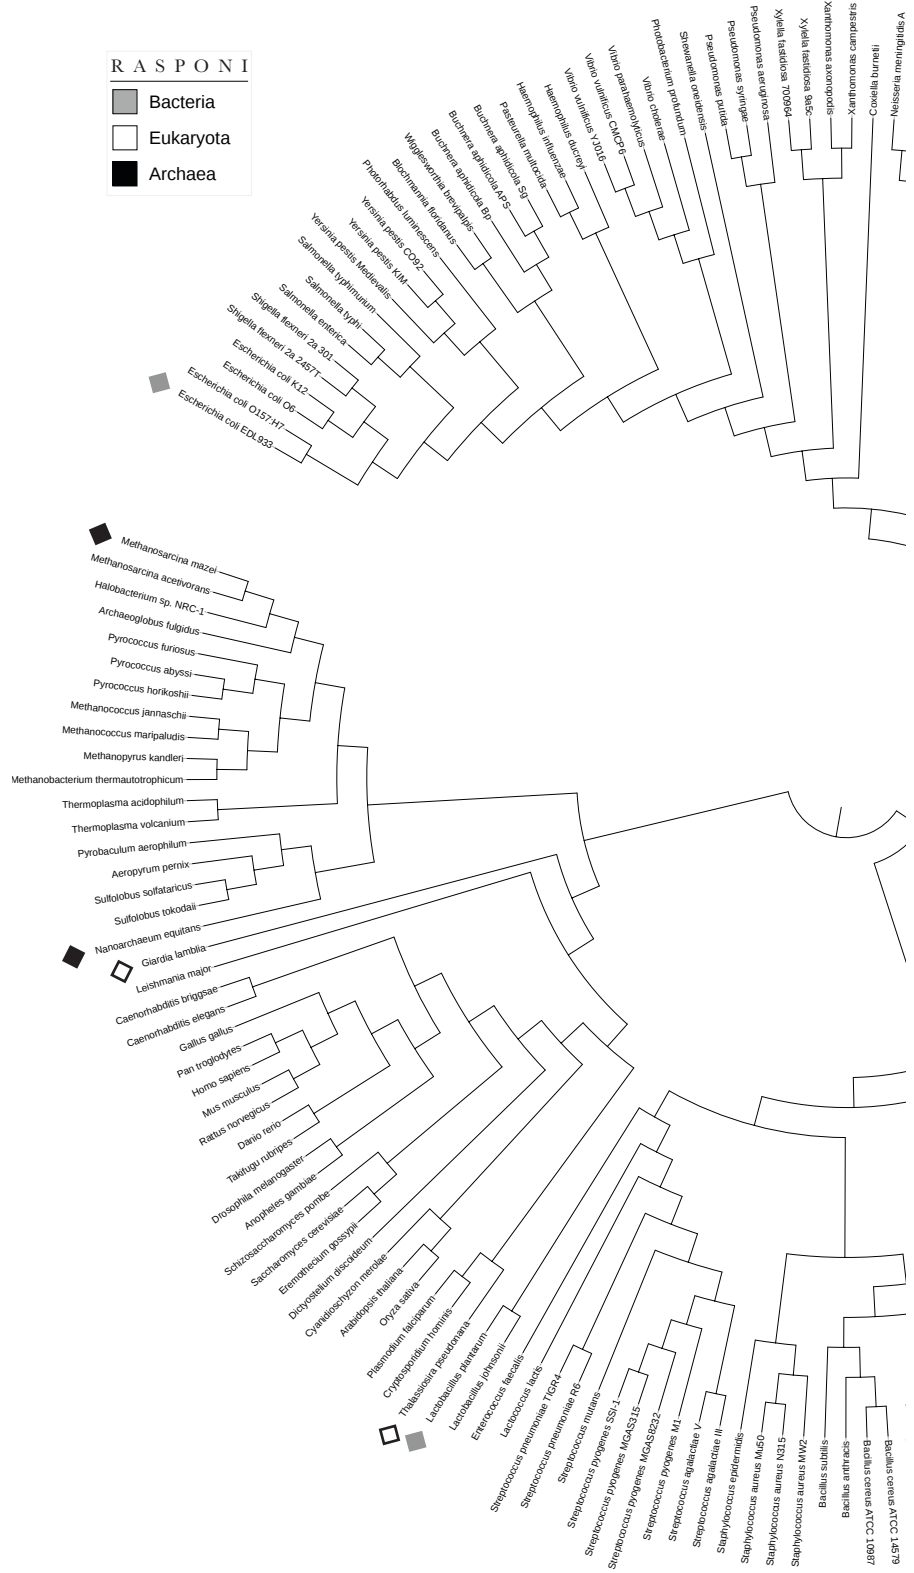 RASPONI
Bacteria
Eukaryota
Archaea
Escherichia coli EDL933
Escherichia coli O157:H7
Escherichia coli O6
Escherichia coli K12
Shigella flexneri 2a 2457T
Shigella flexneri 2a 301
Salmonella enterica
Salmonella typhi
Salmonella typhimurium
Yersinia pestis Medievalis
Yersinia pestis KIM
Yersinia pestis CO92
Photorhabdus luminescens
Blochmannia floridanus
Wigglesworthia brevipalpis
Buchnera aphidicola Bp
Buchnera aphidicola APS
Buchnera aphidicola Sg
Pasteurella multocida
Haemophilus influenzae
Haemophilus ducreyi
Vibrio vulnificus YJ016
Vibrio vulnificus CMCP6
Vibrio parahaemolyticus
Vibrio cholerae
Photobacterium profundum
Shewanella oneidensis
Pseudomonas putida
Pseudomonas syringae
Pseudomonas aeruginosa
Xylella fastidiosa 700964
Xylella fastidiosa 9a5c
Xanthomonas axonopodis
Xanthomonas campestris
Coxiella burnetii
Neisseria meningitidis A
Methanosarcina mazei
Methanosarcina acetivorans
Halobacterium sp. NRC-1
Archaeoglobus fulgidus
Pyrococcus furiosus
Pyrococcus abyssi
Pyrococcus horikoshii
Methanococcus jannaschii
Methanococcus maripaludis
Methanopyrus kandleri
Methanobacterium thermautotrophicum
Thermoplasma acidophilum
Thermoplasma volcanium
Pyrobaculum aerophilum
Aeropyrum pernix
Sulfolobus solfataricus
Sulfolobus tokodaii
Nanoarchaeum equitans
Giardia lamblia
Leishmania major
Caenorhabditis briggsae
Caenorhabditis elegans
Gallus gallus
Pan troglodytes
Homo sapiens
Mus musculus
Rattus norvegicus
Danio rerio
Takifugu rubripes
Drosophila melanogaster
Anopheles gambiae
Schizosaccharomyces pombe
Saccharomyces cerevisiae
Eremothecium gossypii
Dictyostelium discoideum
Cyanidioschyzon merolae
Arabidopsis thaliana
Oryza sativa
Plasmodium falciparum
Cryptosporidium hominis
Thalassiosira pseudonana
Lactobacillus plantarum
Lactobacillus johnsonii
Enterococcus faecalis
Lactococcus lactis
Streptococcus pneumoniae TIGR4
Streptococcus pneumoniae R6
Streptococcus mutans
Streptococcus pyogenes SSI-1
Streptococcus pyogenes MGAS315
Streptococcus pyogenes MGAS8232
Streptococcus pyogenes M1
Streptococcus agalactiae V
Streptococcus agalactiae III
Staphylococcus epidermidis
Staphylococcus aureus Mu50
Staphylococcus aureus N315
Staphylococcus aureus MW2
Bacillus subtilis
Bacillus anthracis
Bacillus cereus ATCC 10987
Bacillus cereus ATCC 14579